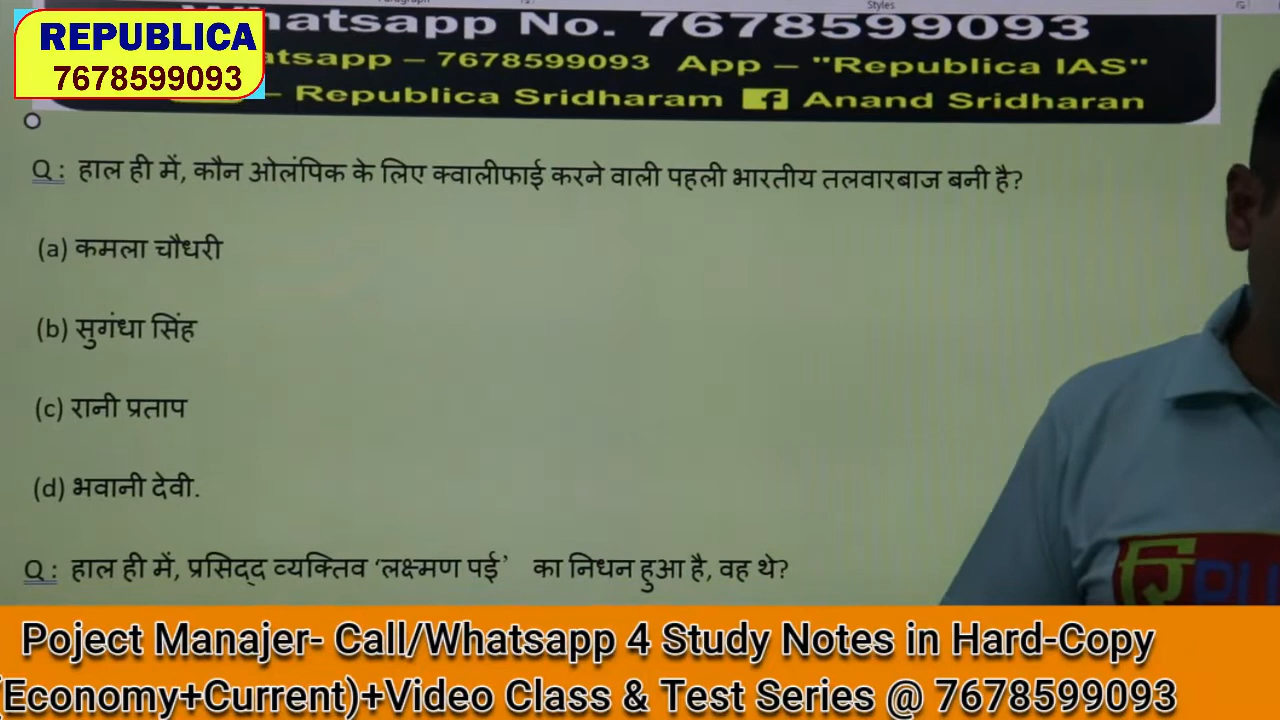 Styles
REPUBLICA
7678599093
Whatsapp No. 7678599093
atsapp – 7678599093 App – "Republica IAS"
– Republica Sridharam f Anand Sridharan
Q : हाल ही में, कौन ओलंपिक के लिए क्वालीफाई करने वाली पहली भारतीय तलवारबाज बनी है?
(a) कमला चौधरी
(b) सुगंधा सिंह
(c) रानी प्रताप
(d) भवानी देवी.
Q : हाल ही में, प्रसिद्द व्यक्तिव ‘लक्ष्मण पई’ का निधन हुआ है, वह थे?
Poject Manajer- Call/Whatsapp 4 Study Notes in Hard-Copy
(Economy+Current)+Video Class & Test Series @ 7678599093